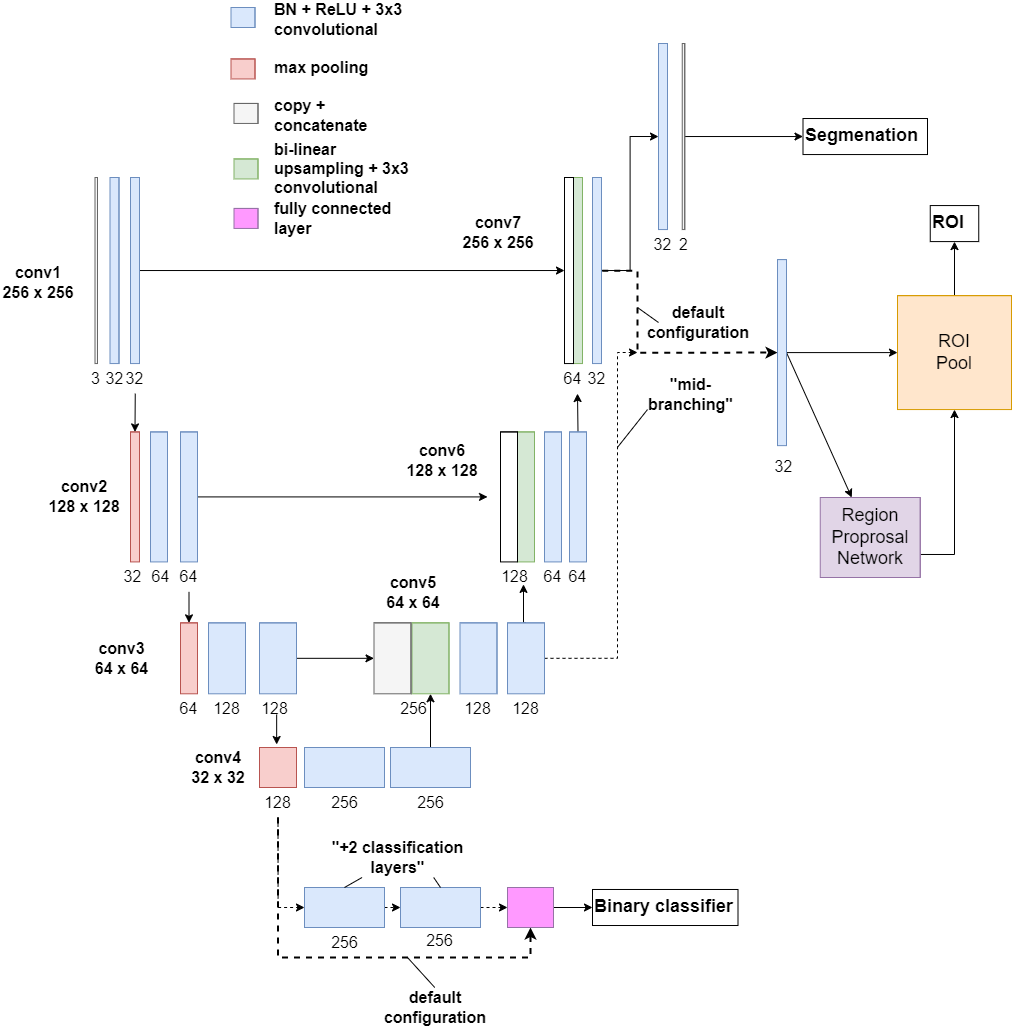 BN + ReLU + 3x3
convolutional
max pooling
copy +
concatenate
bi-linear
upsampling + 3x3
convolutional
fully connected
layer
conv1
256 x 256
3 32 32
conv7
256 x 256
64 32
32 2
Segmenation
default
configuration
"mid-
branching"
32
ROI
ROI
Pool
Region
Proprosal
Network
conv2
128 x 128
32 64 64
conv6
128 x 128
128 64 64
conv3
64 x 64
64 128 128
conv5
64 x 64
256 128 128
conv4
32 x 32
128 256 256
"+2 classification
layers"
256 256
Binary classifier
default
configuration